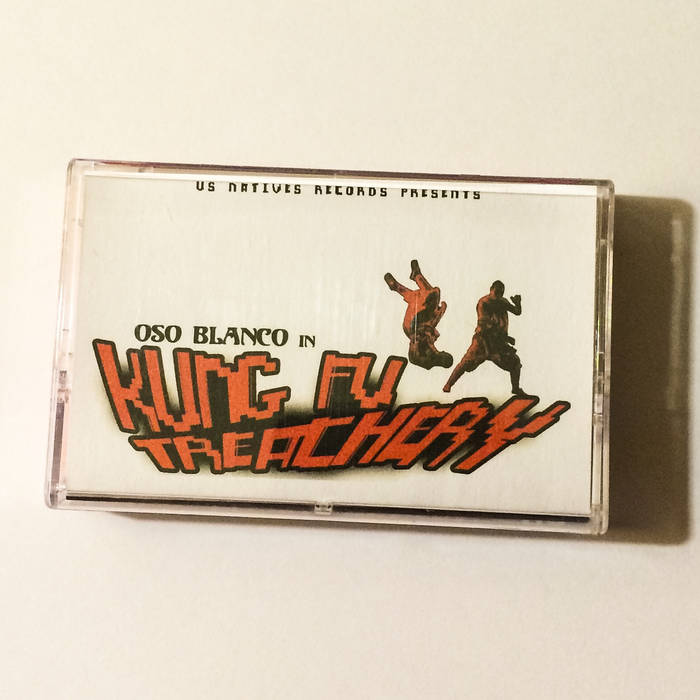 US NATIVES RECORDS PRESENTS
OSO BLANCO IN
KUNG FU
TREACHERY